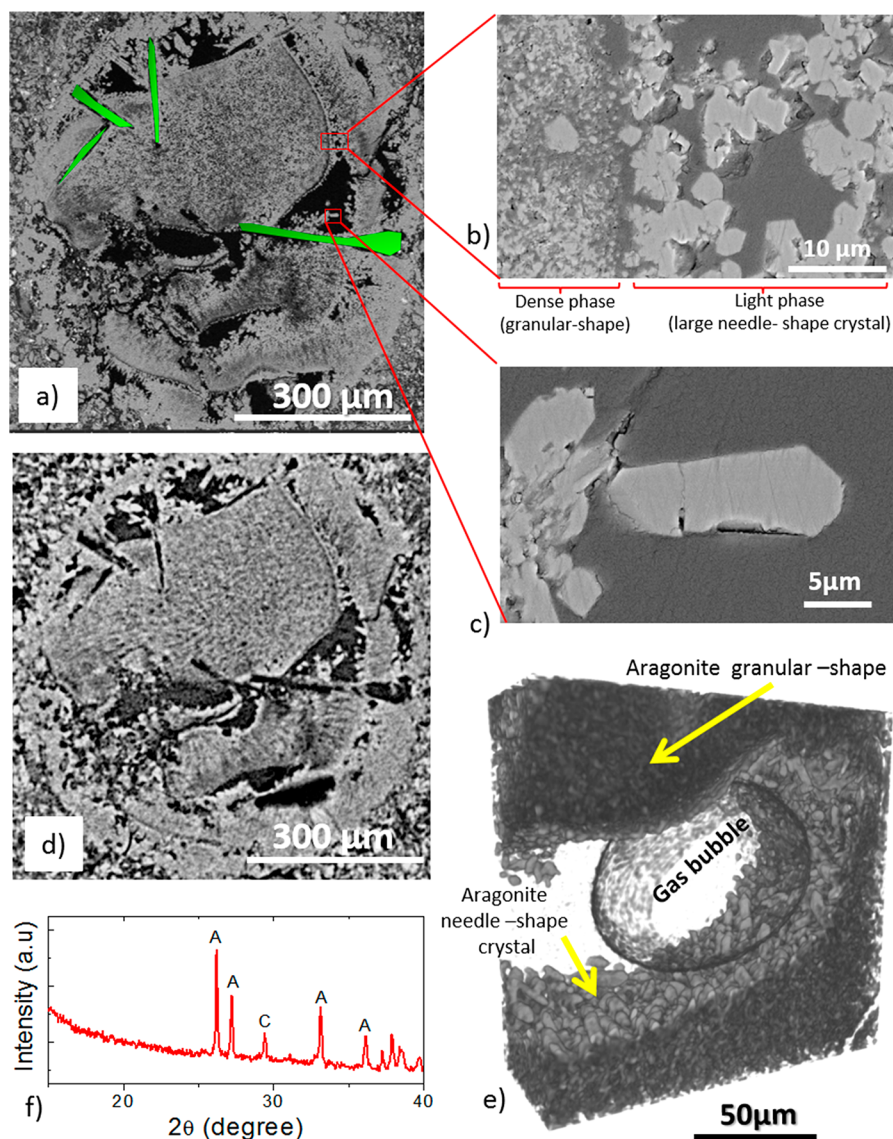 a)
300 µm
b)
10 µm
Dense phase
(granular-shape)
Light phase
(large needle- shape crystal)
c)
5µm
d)
300 µm
Aragonite granular –shape
Gas bubble
Aragonite
needle –shape
crystal
e)
50µm
Intensity (a.u)
A
A
C
A
A
20
30
40
2θ (degree)
f)